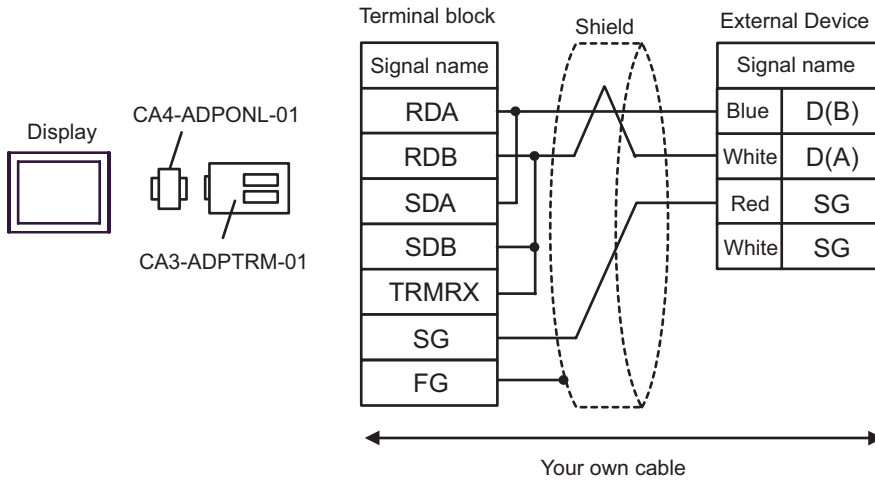 Display
CA4-ADPONL-01
CA3-ADPTRM-01
Terminal block
Signal name
RDA
RDB
SDA
SDB
TRMRX
SG
FG
Shield
External Device
Signal name
Blue D(B)
White D(A)
Red SG
White SG
Your own cable